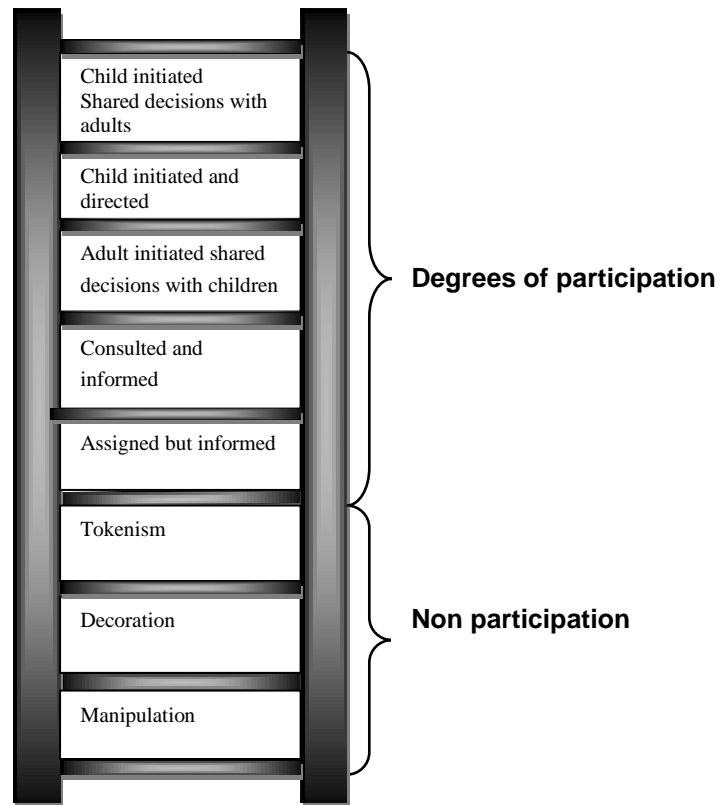 Child initiated
Shared decisions with
adults
Child initiated and
directed
Adult initiated shared
decisions with children
Degrees of participation
Consulted and
informed
Assigned but informed
Tokenism
Decoration
Non participation
Manipulation